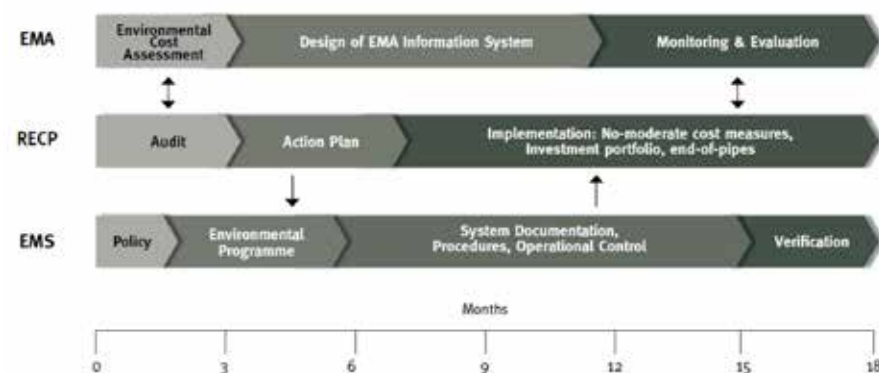 EMA
Environmental
Cost
Assessment
Design of EMA Information System
Monitoring & Evaluation
RECP
Audit
Action Plan
Implementation: No-moderate cost measures,
Investment portfolio, end-of-pipes
EMS
Policy
Environmental
Programme
System Documentation,
Procedures, Operational Control
Verification
Months
0 3 6 9 12 15 18